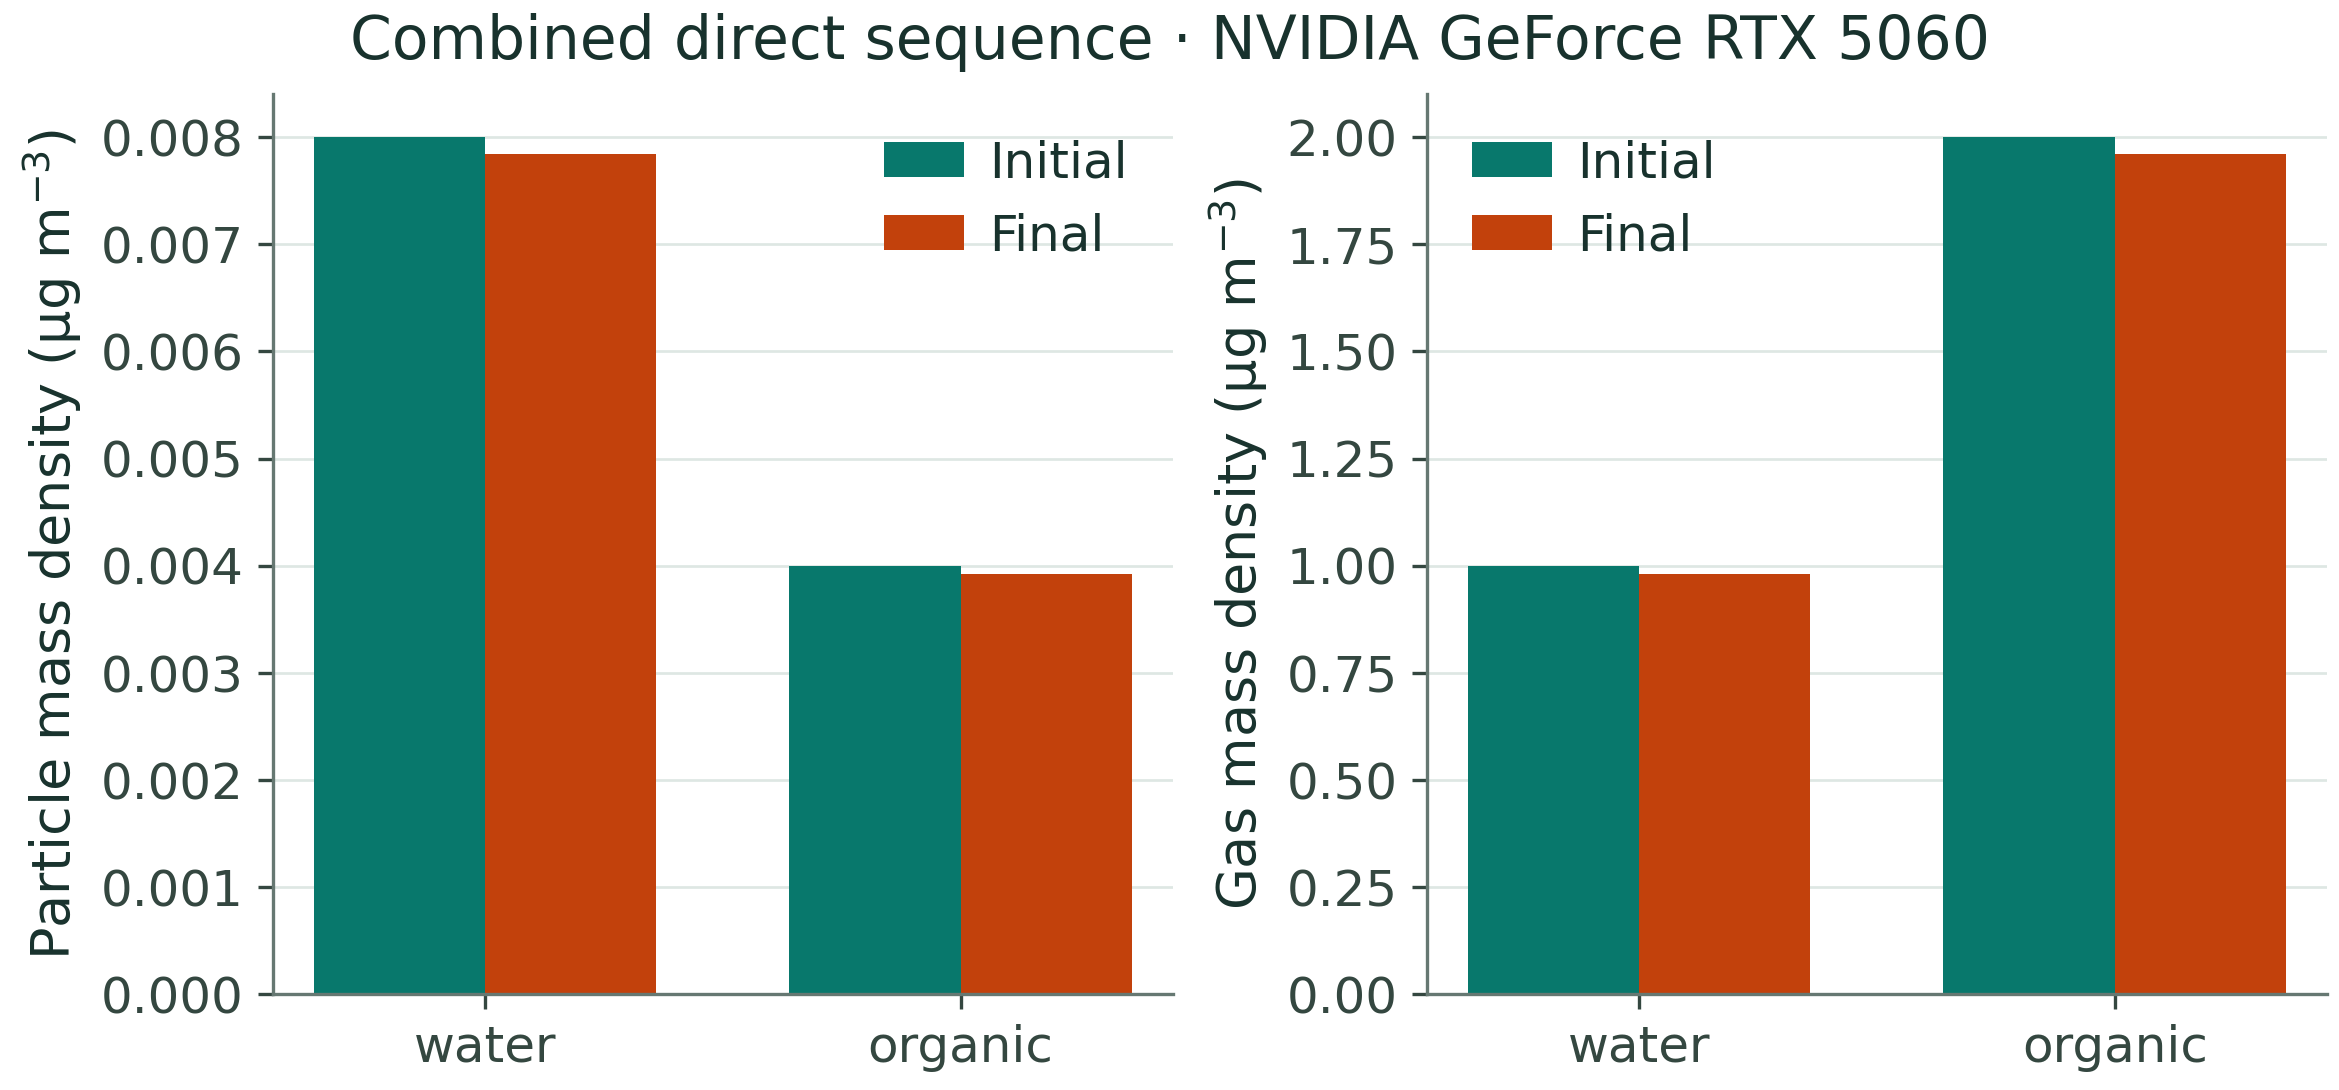 Combined direct sequence · NVIDIA GeForce RTX 5060
Particle mass density (µg m⁻³)
0.008
0.007
0.006
0.005
0.004
0.003
0.002
0.001
0.000
Initial
Final
water
organic
Gas mass density (µg m⁻³)
2.00
1.75
1.50
1.25
1.00
0.75
0.50
0.25
0.00
Initial
Final
water
organic